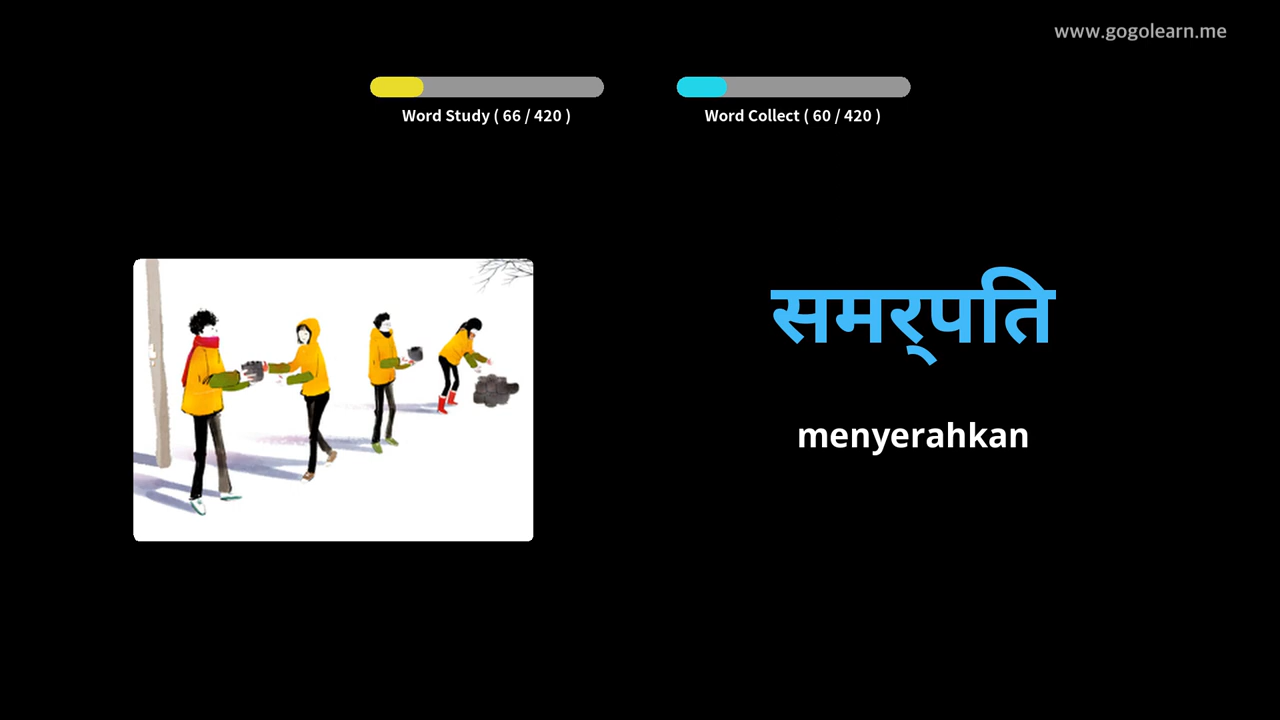 www.gogolearn.me
Word Study ( 66 / 420 )
Word Collect ( 60 / 420 )
समर्‌पति
menyerahkan